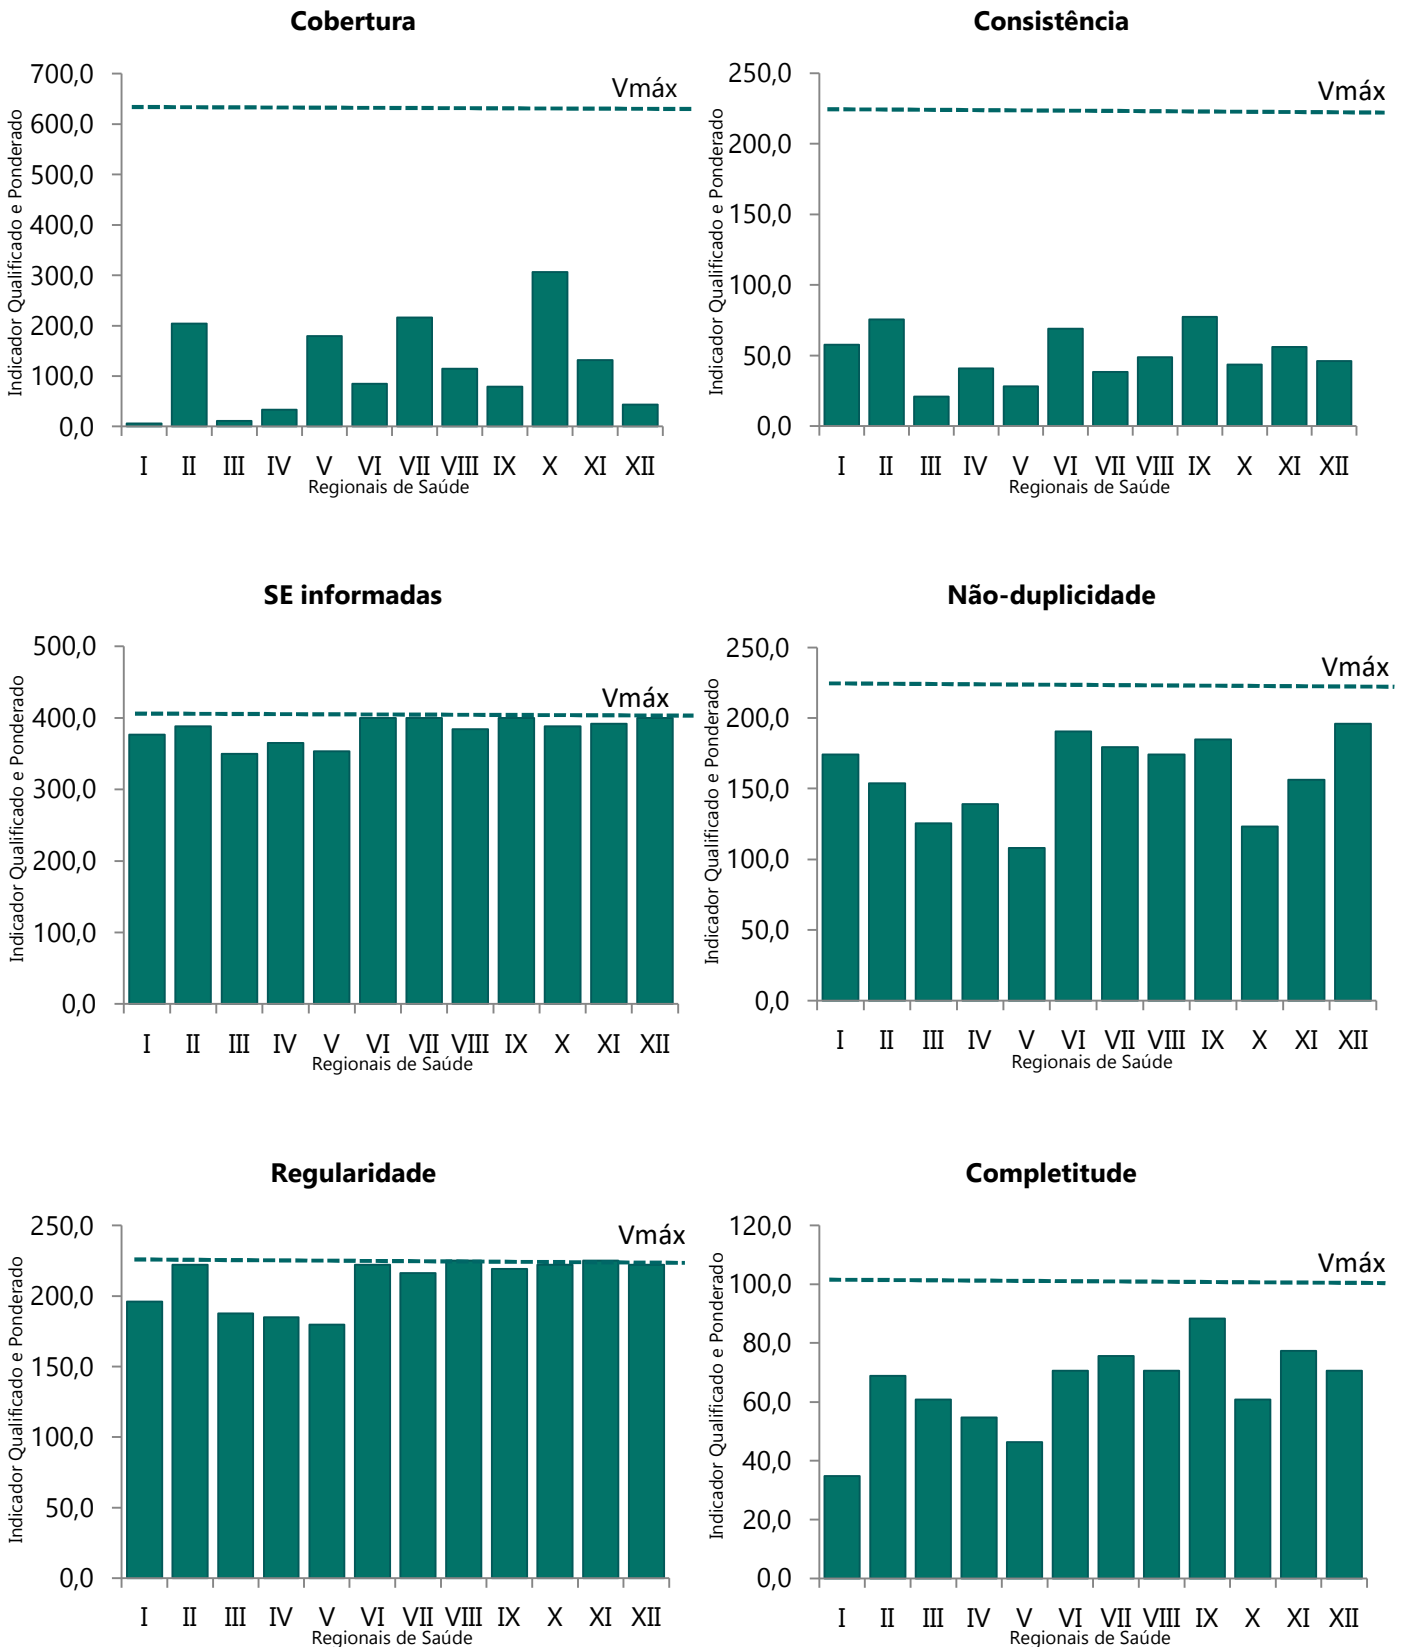 Cobertura
Vmáx
Indicador Qualificado e Ponderado
700,0
600,0
500,0
400,0
300,0
200,0
100,0
0,0
I II III IV V VI VII VIII IX X XI XII
Regionais de Saúde
Consistência
Vmáx
Indicador Qualificado e Ponderado
250,0
200,0
150,0
100,0
50,0
0,0
I II III IV V VI VII VIII IX X XI XII
Regionais de Saúde
SE informadas
Vmáx
Indicador Qualificado e Ponderado
500,0
400,0
300,0
200,0
100,0
0,0
I II III IV V VI VII VIII IX X XI XII
Regionais de Saúde
Não-duplicidade
Vmáx
Indicador Qualificado e Ponderado
250,0
200,0
150,0
100,0
50,0
0,0
I II III IV V VI VII VIII IX X XI XII
Regionais de Saúde
Regularidade
Vmáx
Indicador Qualificado e Ponderado
250,0
200,0
150,0
100,0
50,0
0,0
I II III IV V VI VII VIII IX X XI XII
Regionais de Saúde
Completitude
Vmáx
Indicador Qualificado e Ponderado
120,0
100,0
80,0
60,0
40,0
20,0
0,0
I II III IV V VI VII VIII IX X XI XII
Regionais de Saúde